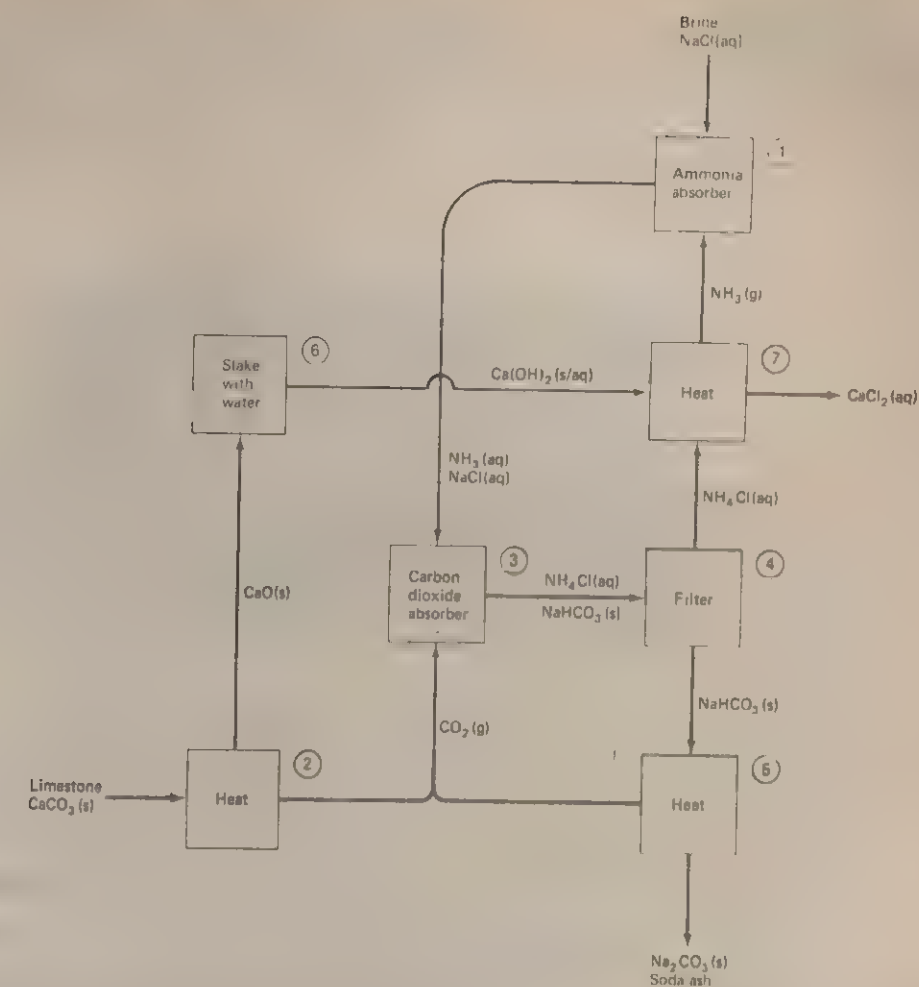 Brine
NaCl(aq)
1
Ammonia
absorber
NH₃(g)
6
Slake
with
water
Ca(OH)₂(s/aq)
7
Heat
CaCl₂(aq)
NH₃(aq)
NaCl(aq)
NH₄Cl(aq)
CaO(s)
3
Carbon
dioxide
absorber
NH₄Cl(aq)
NaHCO₃(s)
4
Filter
CO₂(g)
NaHCO₃(s)
Limestone
CaCO₃(s)
2
Heat
5
Heat
Na₂CO₃(s)
Soda ash